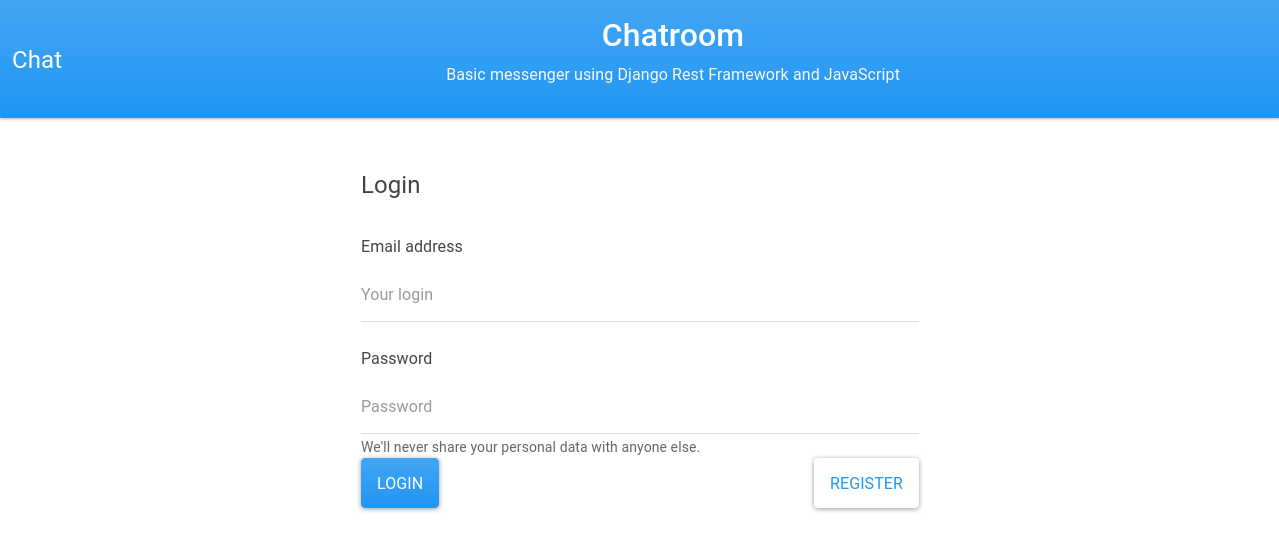 Chat
Chatroom
Basic messenger using Django Rest Framework and JavaScript
Login
Email address
Your login
Password
Password
We'll never share your personal data with anyone else.
LOGIN
REGISTER